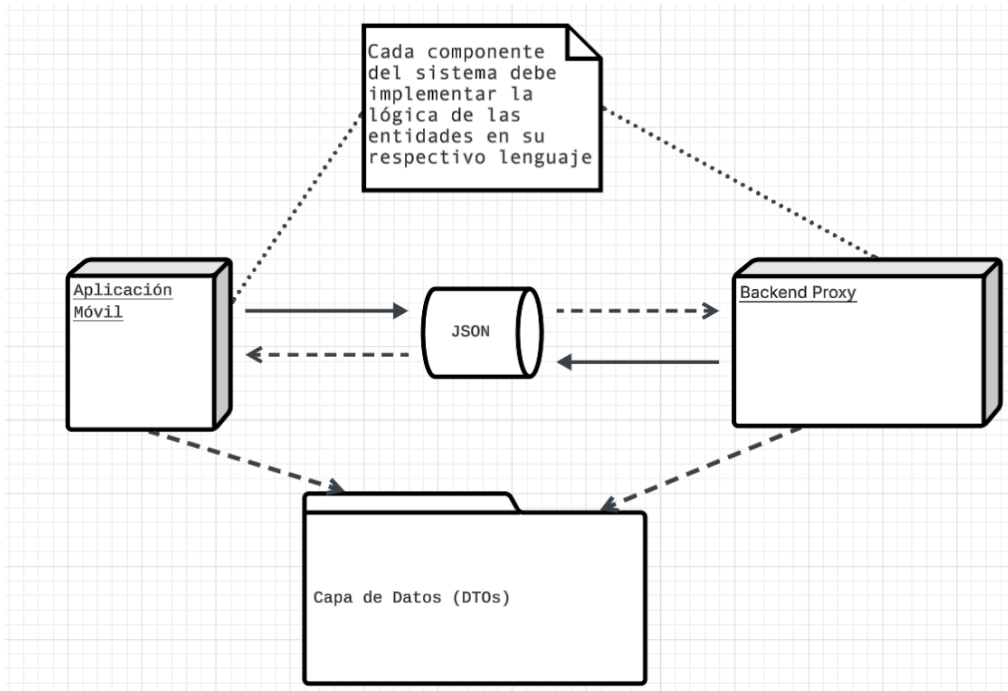 Cada componente
del sistema debe
implementar la
lógica de las
entidades en su
respectivo lenguaje
Aplicación
Móvil
JSON
Backend Proxy
Capa de Datos (DTOs)